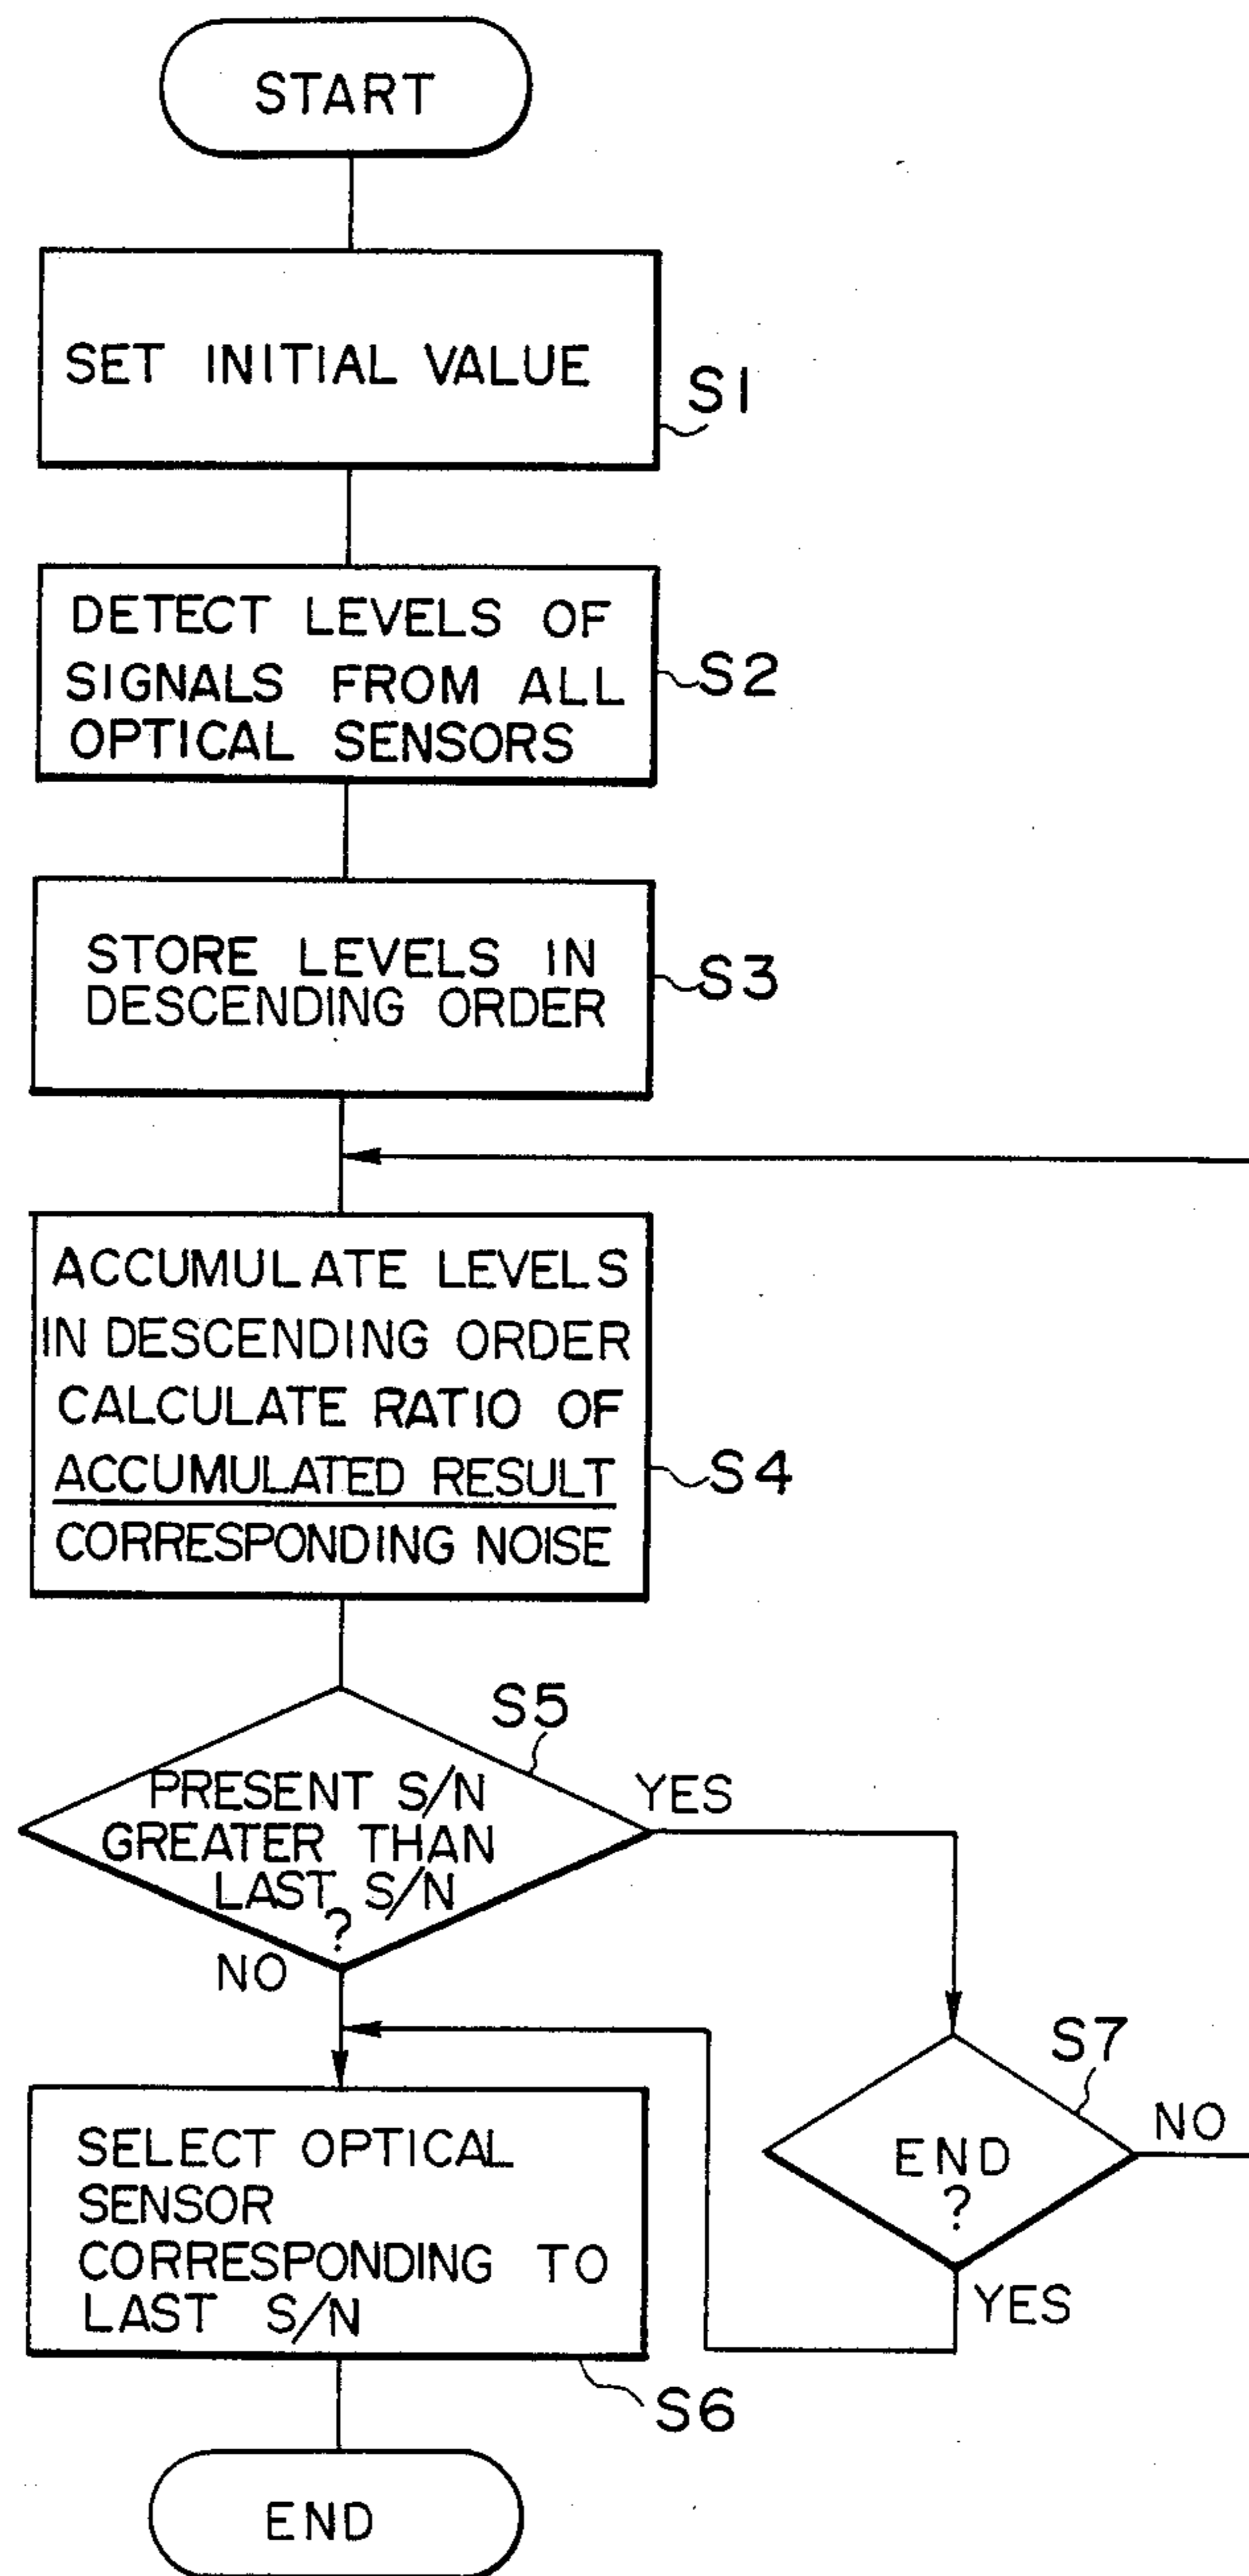 START
SET INITIAL VALUE
S1
DETECT LEVELS OF
SIGNALS FROM ALL
OPTICAL SENSORS
S2
STORE LEVELS IN
DESCENDING ORDER
S3
ACCUMULATE LEVELS
IN DESCENDING ORDER
CALCULATE RATIO OF
ACCUMULATED RESULT
CORRESPONDING NOISE
S4
S5
PRESENT S/N
GREATER THAN
LAST S/N
?
YES
NO
S7
END
?
NO
YES
SELECT OPTICAL
SENSOR
CORRESPONDING TO
LAST S/N
S6
END